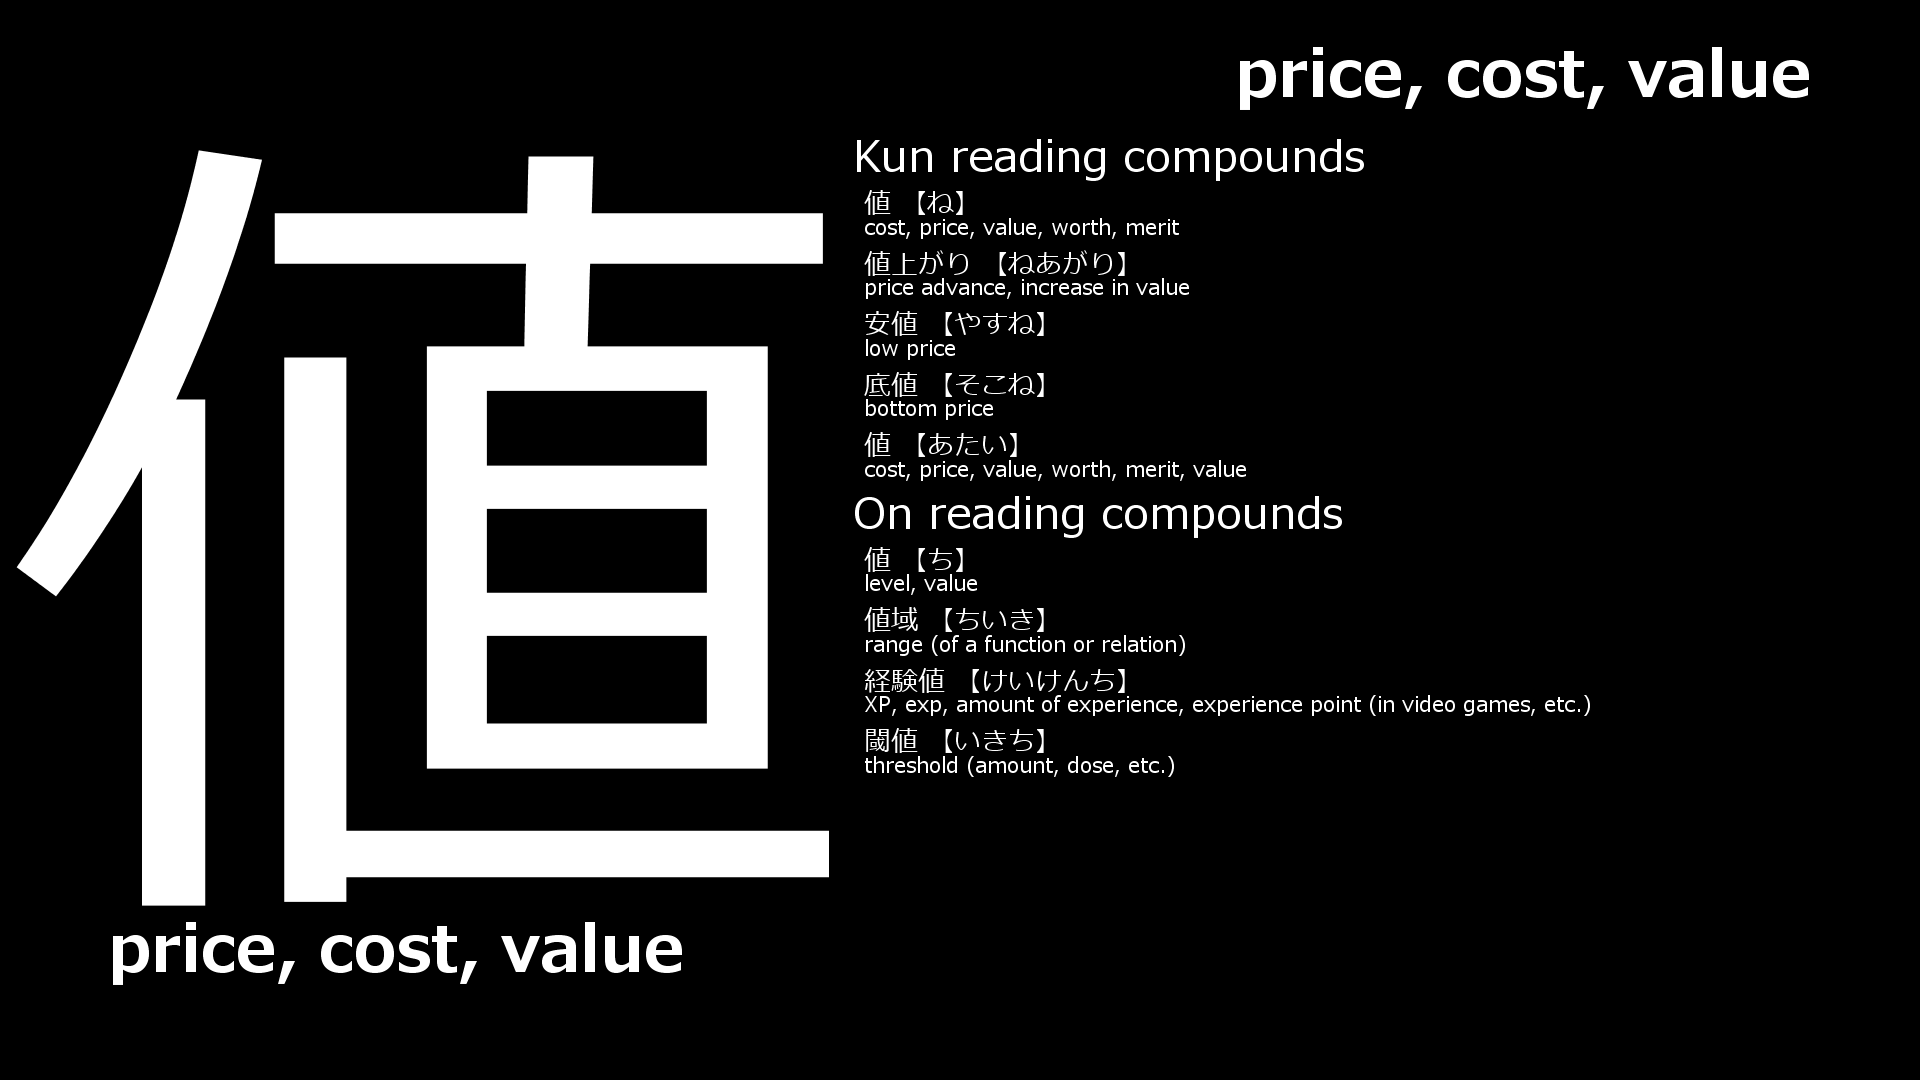 price, cost, value
値
Kun reading compounds
値 【ね】
cost, price, value, worth, merit
値上がり 【ねあがり】
price advance, increase in value
安値 【やすね】
low price
底値 【そこね】
bottom price
値 【あたい】
cost, price, value, worth, merit, value
On reading compounds
値 【ち】
level, value
値域 【ちいき】
range (of a function or relation)
経験値 【けいけんち】
XP, exp, amount of experience, experience point (in video games, etc.)
閾値 【いきち】
threshold (amount, dose, etc.)
price, cost, value